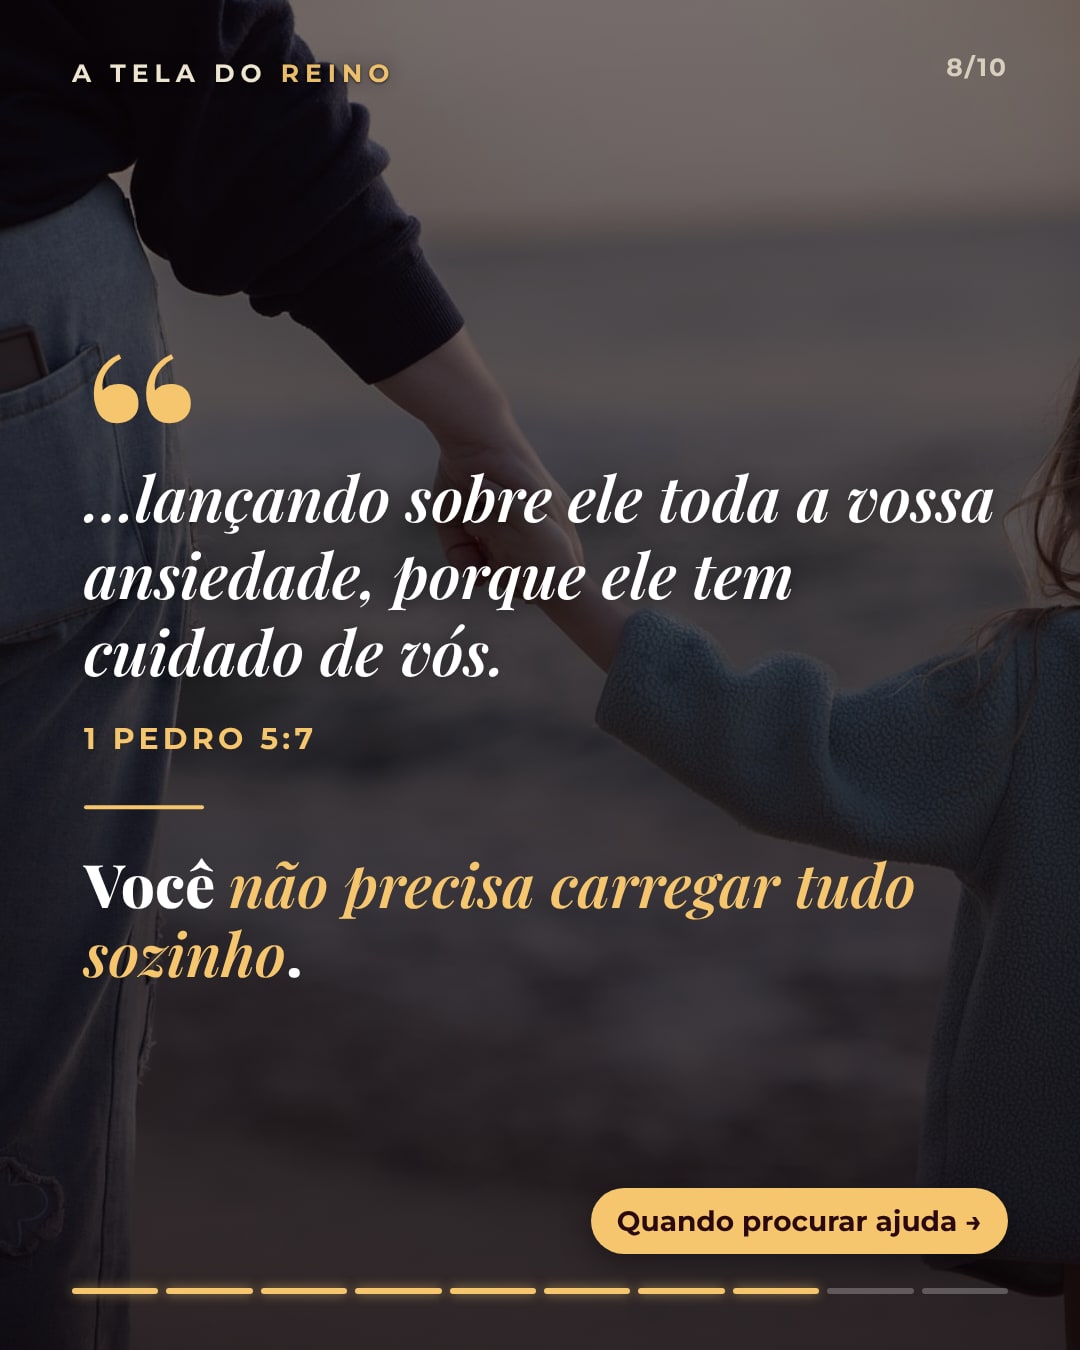 A TELA DO REINO
8/10
“
...lançando sobre ele toda a vossa
ansiedade, porque ele tem
cuidado de vós.
1 PEDRO 5:7
Você não precisa carregar tudo
sozinho.
Quando procurar ajuda →